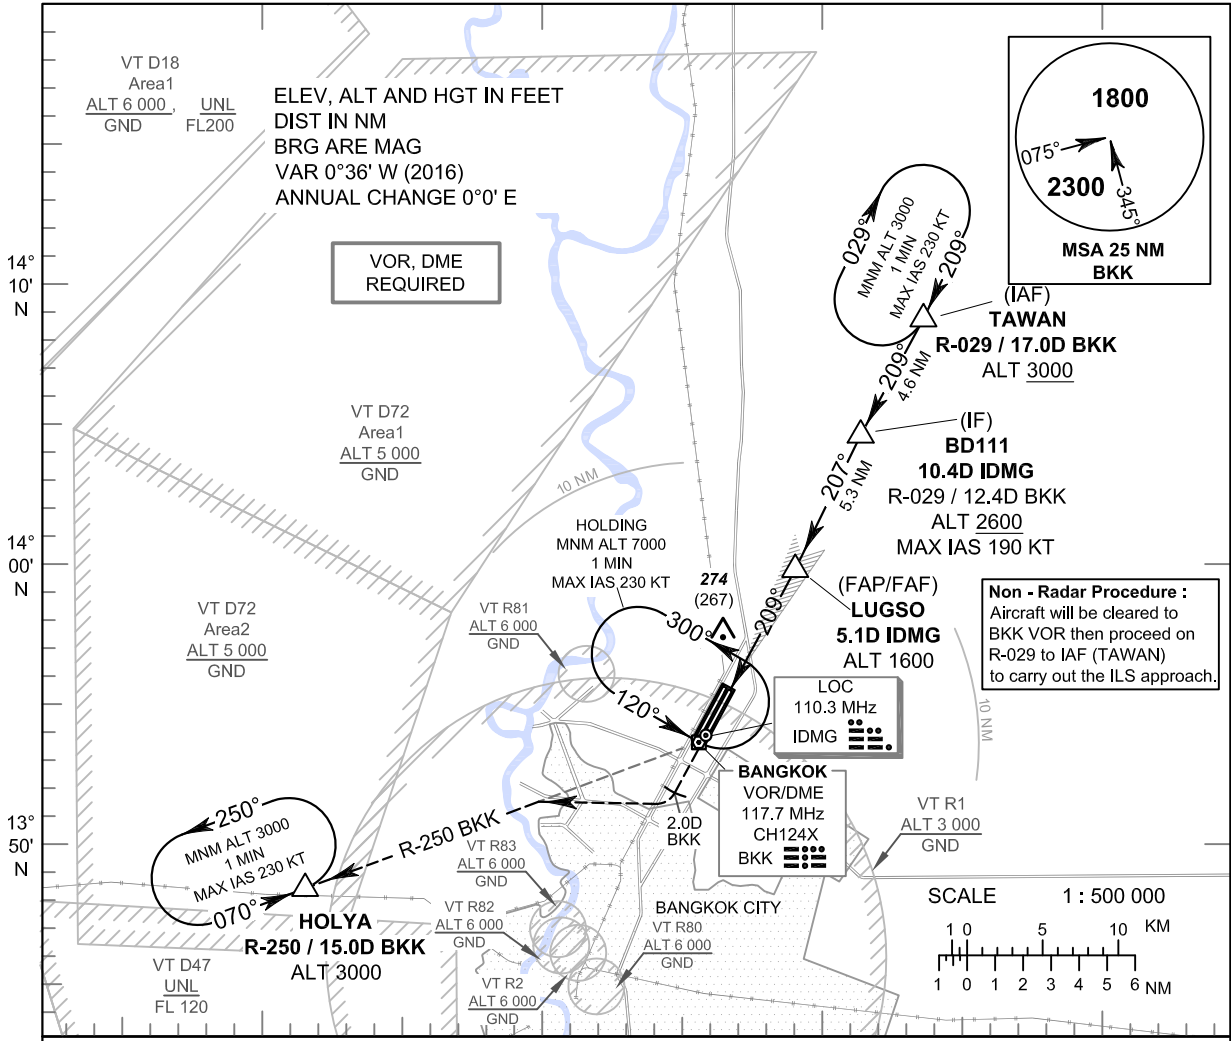 VT D18
Area1
ALT 6 000 , UNL
GND FL200
ELEV, ALT AND HGT IN FEET
DIST IN NM
BRG ARE MAG
VAR 0°36' W (2016)
ANNUAL CHANGE 0°0' E
VOR, DME
REQUIRED
1800
075°
2300
345°
MSA 25 NM
BKK
029°
MNM ALT 3000
1 MIN
MAX IAS 230 KT
209°
14°
10'
N
(IAF)
TAWAN
R-029 / 17.0D BKK
ALT 3000
209°
4.6 NM
(IF)
BD111
10.4D IDMG
R-029 / 12.4D BKK
ALT 2600
MAX IAS 190 KT
207°
5.3 NM
VT D72
Area1
ALT 5 000
GND
10 NM
HOLDING
MNM ALT 7000
1 MIN
MAX IAS 230 KT
14°
00'
N
274
(267)
(FAP/FAF)
LUGSO
5.1D IDMG
ALT 1600
209°
Non - Radar Procedure :
Aircraft will be cleared to
BKK VOR then proceed on
R-029 to IAF (TAWAN)
to carry out the ILS approach.
VT D72
Area2
ALT 5 000
GND
VT R81
ALT 6 000
GND
300°
120°
LOC
110.3 MHz
IDMG
10 NM
BANGKOK
VOR/DME
117.7 MHz
CH124X
BKK
2.0D
BKK
VT R1
ALT 3 000
GND
13°
50'
N
250°
MNM ALT 3000
1 MIN
MAX IAS 230 KT
070°
R-250 BKK
HOLYA
R-250 / 15.0D BKK
ALT 3000
VT R83
ALT 6 000
GND
VT R82
ALT 6 000
GND
BANGKOK CITY
VT R80
ALT 6 000
GND
VT R2
ALT 6 000
GND
VT D47
UNL
FL 120
SCALE 1 : 500 000
1 0 5 10 KM
1 0 1 2 3 4 5 6 NM